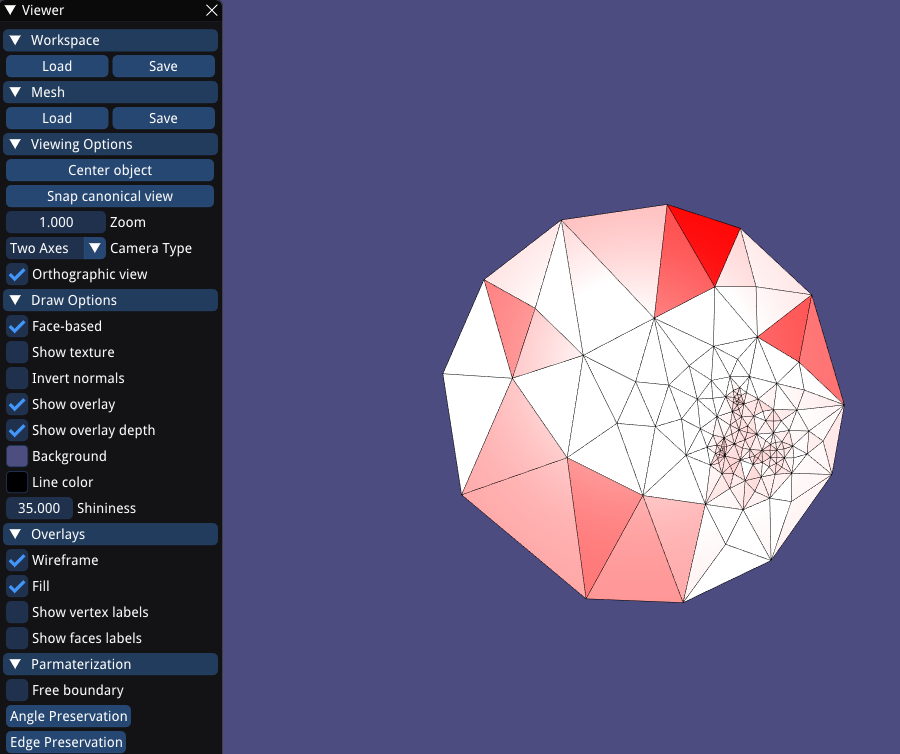 Viewer
Workspace
Load Save
Mesh
Load Save
Viewing Options
Center object
Snap canonical view
1.000 Zoom
Two Axes Camera Type
Orthographic view
Draw Options
Face-based
Show texture
Invert normals
Show overlay
Show overlay depth
Background
Line color
35.000 Shininess
Overlays
Wireframe
Fill
Show vertex labels
Show faces labels
Parmaterization
Free boundary
Angle Preservation
Edge Preservation